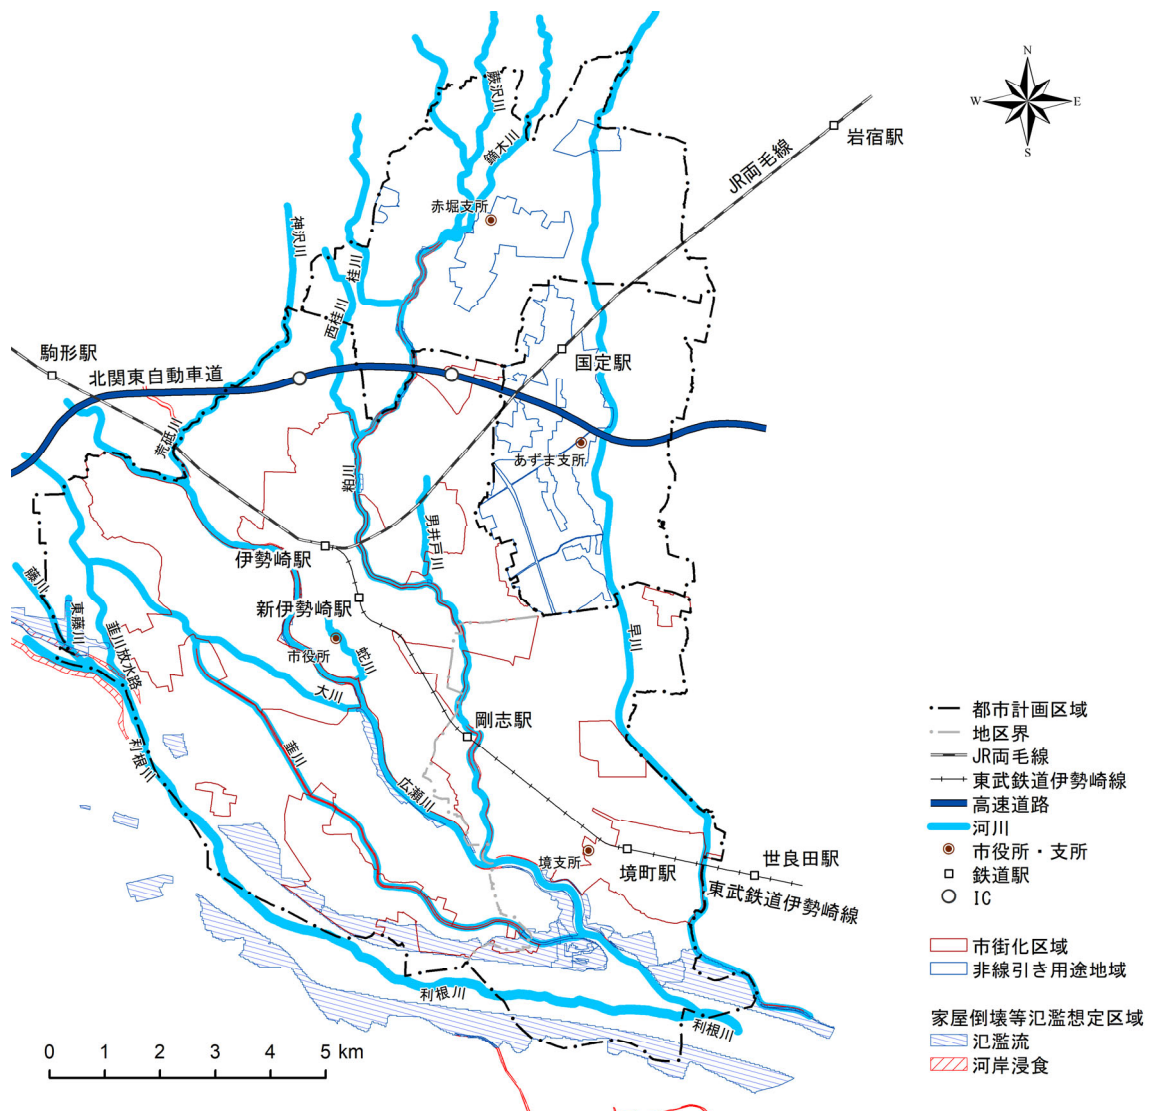 N
W
E
S
蕨沢川
鏑木川
岩宿駅
JR両毛線
赤堀支所
神沢川
桂川
西桂川
駒形駅
北関東自動車道
国定駅
荒砥川
あずま支所
粕川
男井戸川
伊勢崎駅
藤川
東藤川
韮川放水路
新伊勢崎駅
市役所
蛇川
早川
大川
剛志駅
利根川
韮川
広瀬川
境支所
境町駅
世良田駅
東武鉄道伊勢崎線
利根川
利根川
0 1 2 3 4 5 km
都市計画区域
地区界
JR両毛線
東武鉄道伊勢崎線
高速道路
河川
市役所・支所
鉄道駅
IC
市街化区域
非線引き用途地域
家屋倒壊等氾濫想定区域
氾濫流
河岸浸食